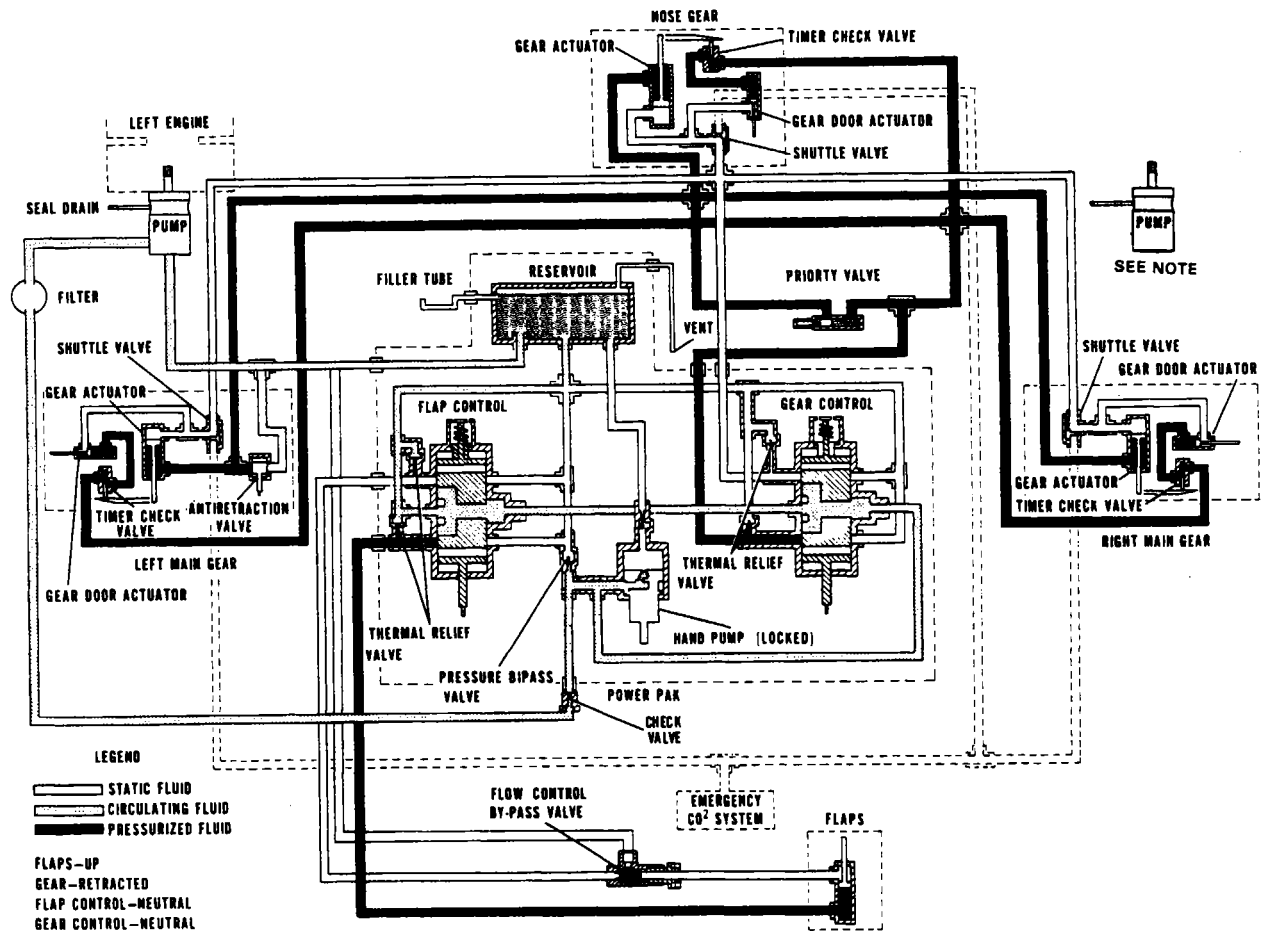 NOSE GEAR
GEAR ACTUATOR
TIMER CHECK VALVE
LEFT ENGINE
GEAR DOOR ACTUATOR
SHUTTLE VALVE
SEAL DRAIN
PUMP
PUMP
SEE NOTE
FILLER TUBE
RESERVOIR
PRIORTY VALVE
FILTER
VENT
SHUTTLE VALVE
GEAR ACTUATOR
FLAP CONTROL
GEAR CONTROL
SHUTTLE VALVE
GEAR DOOR ACTUATOR
TIMER CHECK
VALVE
ANTIRETRACTION
VALVE
LEFT MAIN GEAR
GEAR DOOR ACTUATOR
GEAR ACTUATOR
TIMER CHECK VALVE
RIGHT MAIN GEAR
THERMAL RELIEF
VALVE
THERMAL RELIEF
VALVE
HAND PUMP (LOCKED)
PRESSURE BIPASS
VALVE
POWER PAK
CHECK
VALVE
LEGEND
STATIC FLUID
CIRCULATING FLUID
PRESSURIZED FLUID
FLAPS-UP
GEAR-RETRACTED
FLAP CONTROL-NEUTRAL
GEAR CONTROL-NEUTRAL
FLOW CONTROL
BY-PASS VALVE
EMERGENCY
CO² SYSTEM
FLAPS